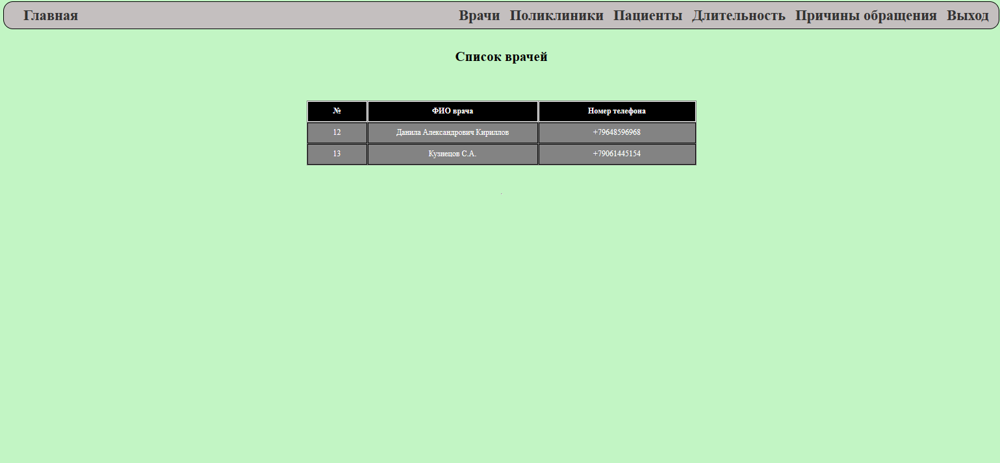 Главная Врачи Поликлиники Пациенты Длительность Причины обращения Выход
Список врачей
№ ФИО врача Номер телефона
12 Данила Александрович Кириллов +79648596968
13 Кузнецов С.А. +79061445154